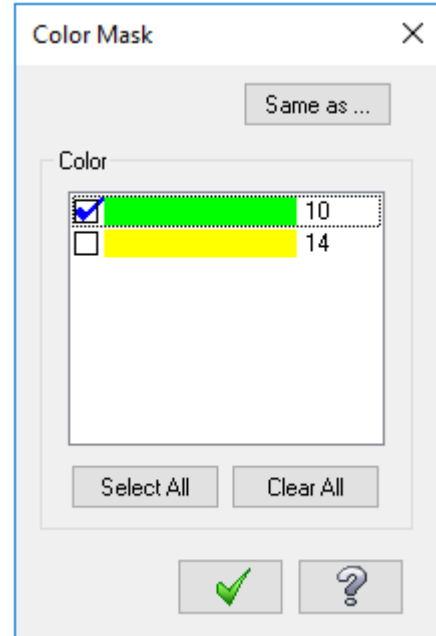 Color Mask
Same as ...
Color
10
14
Select All Clear All